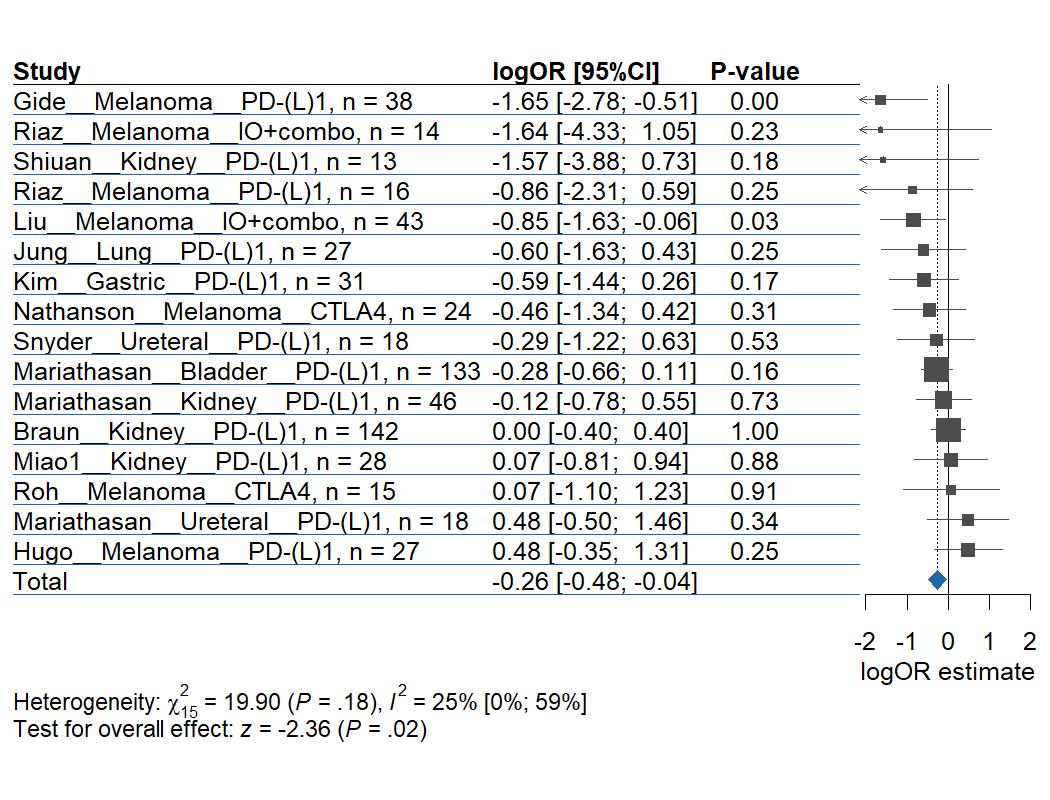 Study logOR [95%CI] P-value
Gide__Melanoma__PD-(L)1, n = 38 -1.65 [-2.78; -0.51] 0.00
Riaz__Melanoma__IO+combo, n = 14 -1.64 [-4.33; 1.05] 0.23
Shiuan__Kidney__PD-(L)1, n = 13 -1.57 [-3.88; 0.73] 0.18
Riaz__Melanoma__PD-(L)1, n = 16 -0.86 [-2.31; 0.59] 0.25
Liu__Melanoma__IO+combo, n = 43 -0.85 [-1.63; -0.06] 0.03
Jung__Lung__PD-(L)1, n = 27 -0.60 [-1.63; 0.43] 0.25
Kim__Gastric__PD-(L)1, n = 31 -0.59 [-1.44; 0.26] 0.17
Nathanson__Melanoma__CTLA4, n = 24 -0.46 [-1.34; 0.42] 0.31
Snyder__Ureteral__PD-(L)1, n = 18 -0.29 [-1.22; 0.63] 0.53
Mariathasan__Bladder__PD-(L)1, n = 133 -0.28 [-0.66; 0.11] 0.16
Mariathasan__Kidney__PD-(L)1, n = 46 -0.12 [-0.78; 0.55] 0.73
Braun__Kidney__PD-(L)1, n = 142 0.00 [-0.40; 0.40] 1.00
Miao1__Kidney__PD-(L)1, n = 28 0.07 [-0.81; 0.94] 0.88
Roh__Melanoma__CTLA4, n = 15 0.07 [-1.10; 1.23] 0.91
Mariathasan__Ureteral__PD-(L)1, n = 18 0.48 [-0.50; 1.46] 0.34
Hugo__Melanoma__PD-(L)1, n = 27 0.48 [-0.35; 1.31] 0.25
Total -0.26 [-0.48; -0.04]
-2 -1 0 1 2
logOR estimate
Heterogeneity: χ²₁₅ = 19.90 (P = .18), I² = 25% [0%; 59%]
Test for overall effect: z = -2.36 (P = .02)